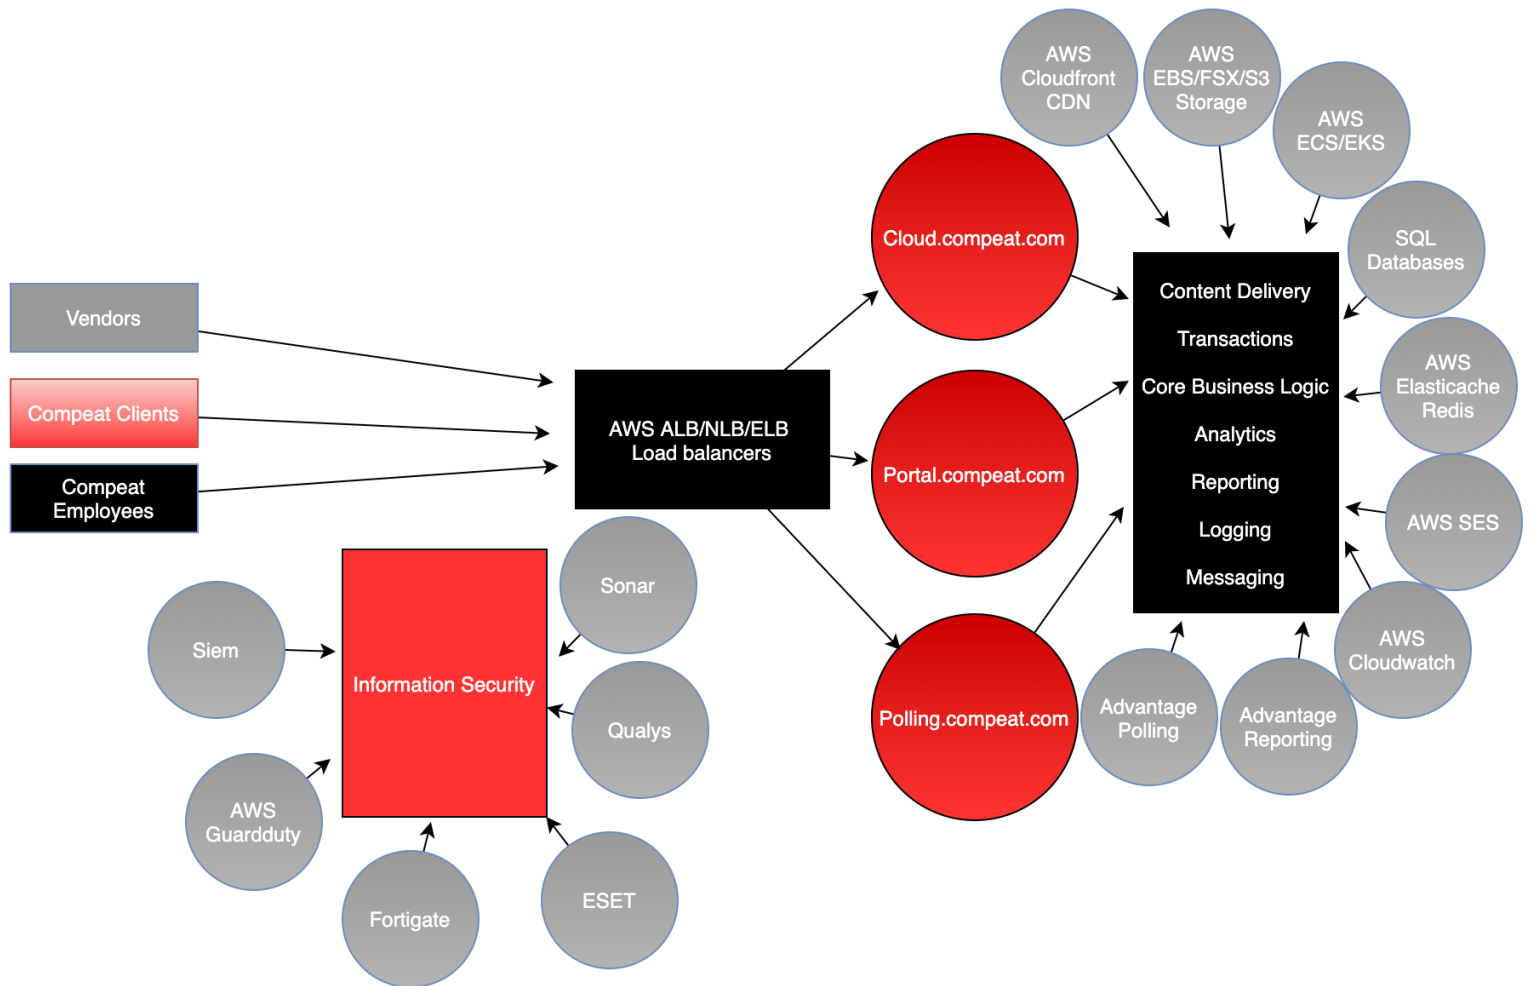 AWS
Cloudfront
CDN
AWS
EBS/FSX/S3
Storage
AWS
ECS/EKS
SQL
Databases
AWS
Elasticache
Redis
AWS SES
AWS
Cloudwatch
Advantage
Reporting
Advantage
Polling
Content Delivery
Transactions
Core Business Logic
Analytics
Reporting
Logging
Messaging
Cloud.compeat.com
Portal.compeat.com
Polling.compeat.com
Vendors
Compeat Clients
Compeat
Employees
AWS ALB/NLB/ELB
Load balancers
Information Security
Sonar
Qualys
ESET
Fortigate
AWS
Guardduty
Siem